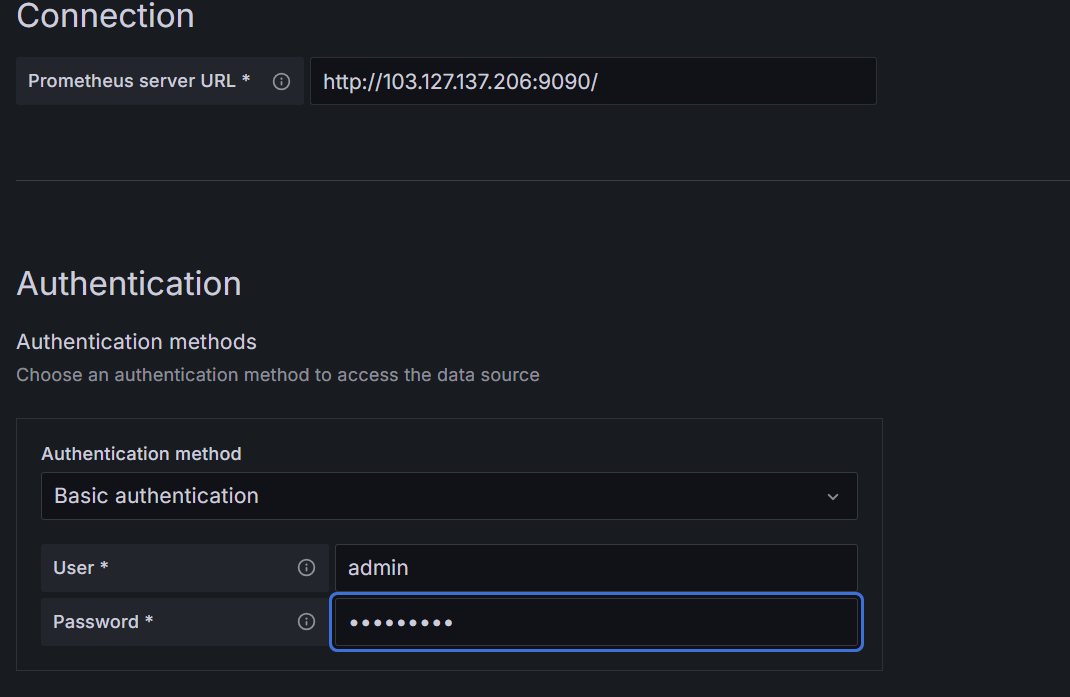 Connection
Prometheus server URL *
http://103.127.137.206:9090/
Authentication
Authentication methods
Choose an authentication method to access the data source
Authentication method
Basic authentication
User *
admin
Password *
•••••••••